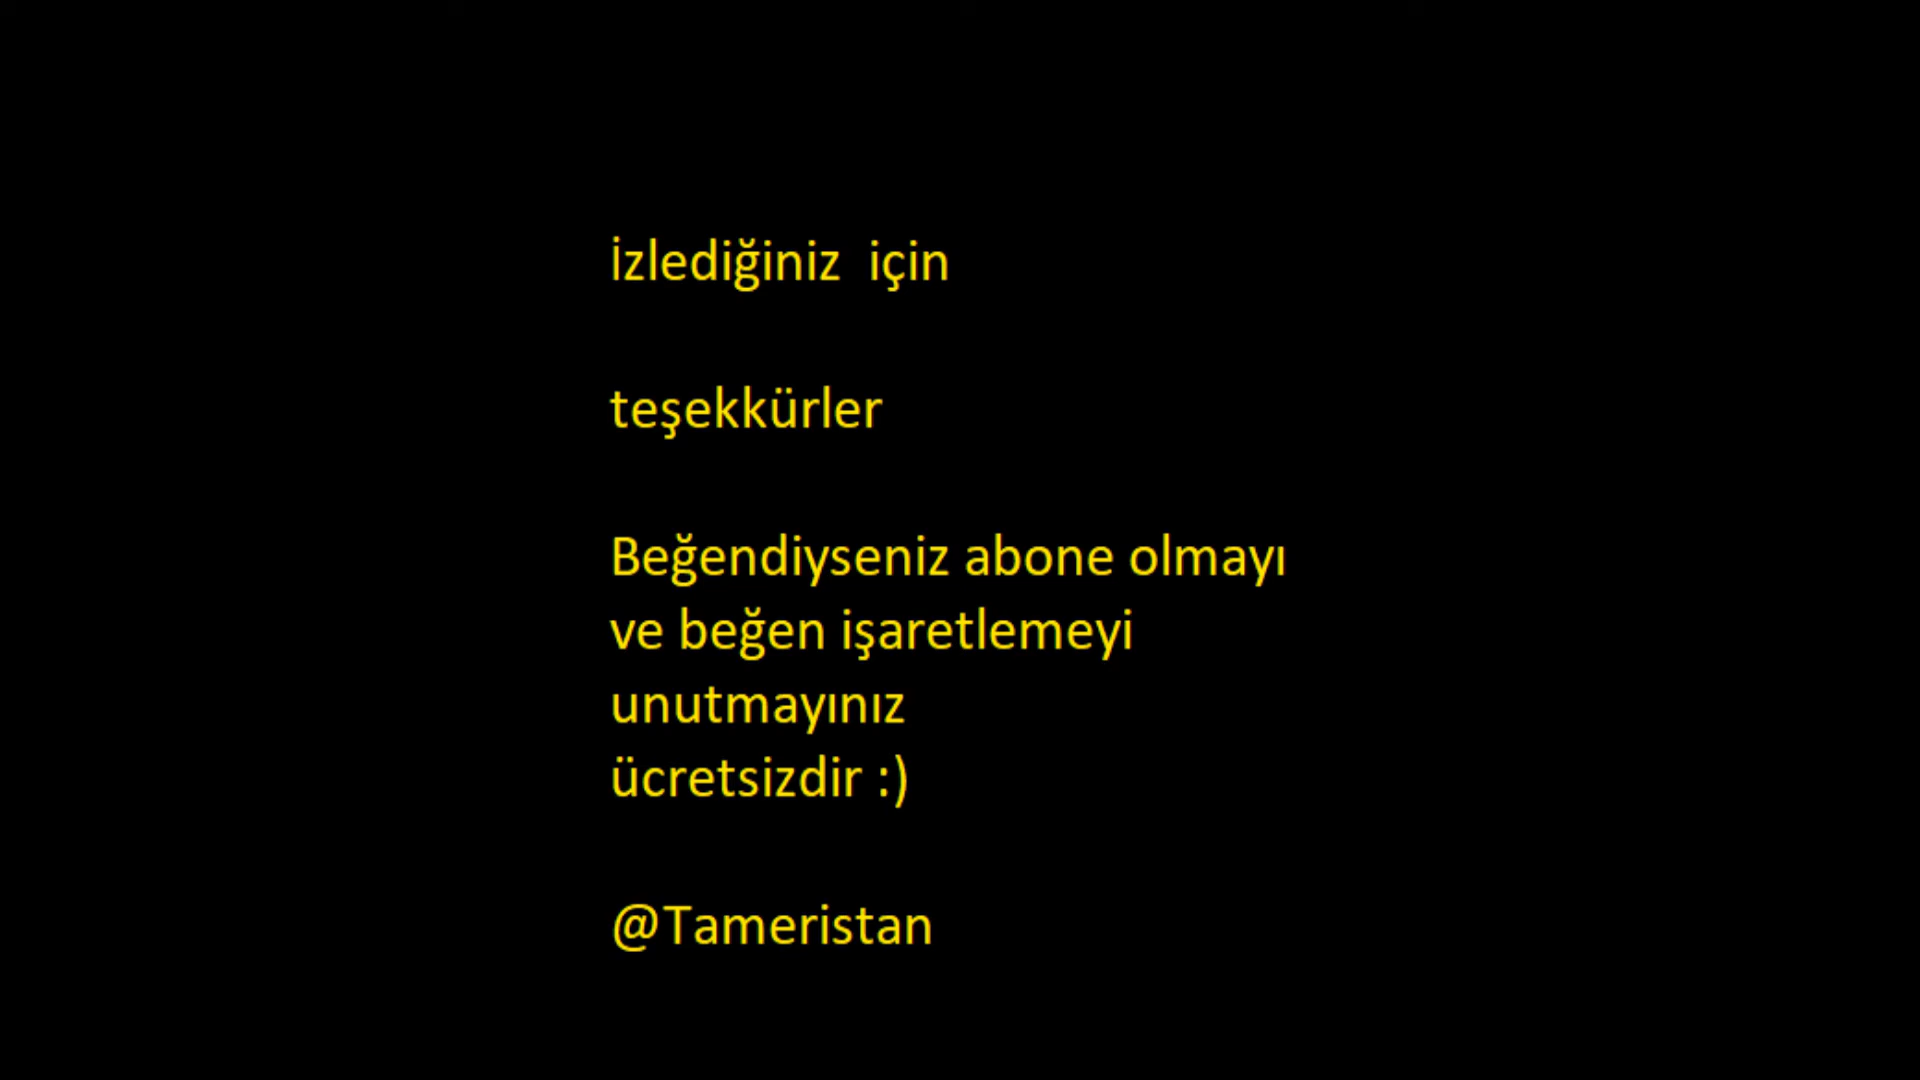 İzlediğiniz  için
teşekkürler
Beğendiyseniz abone olmayı
ve beğen işaretlemeyi
unutmayınız
ücretsizdir :)
@Tameristan